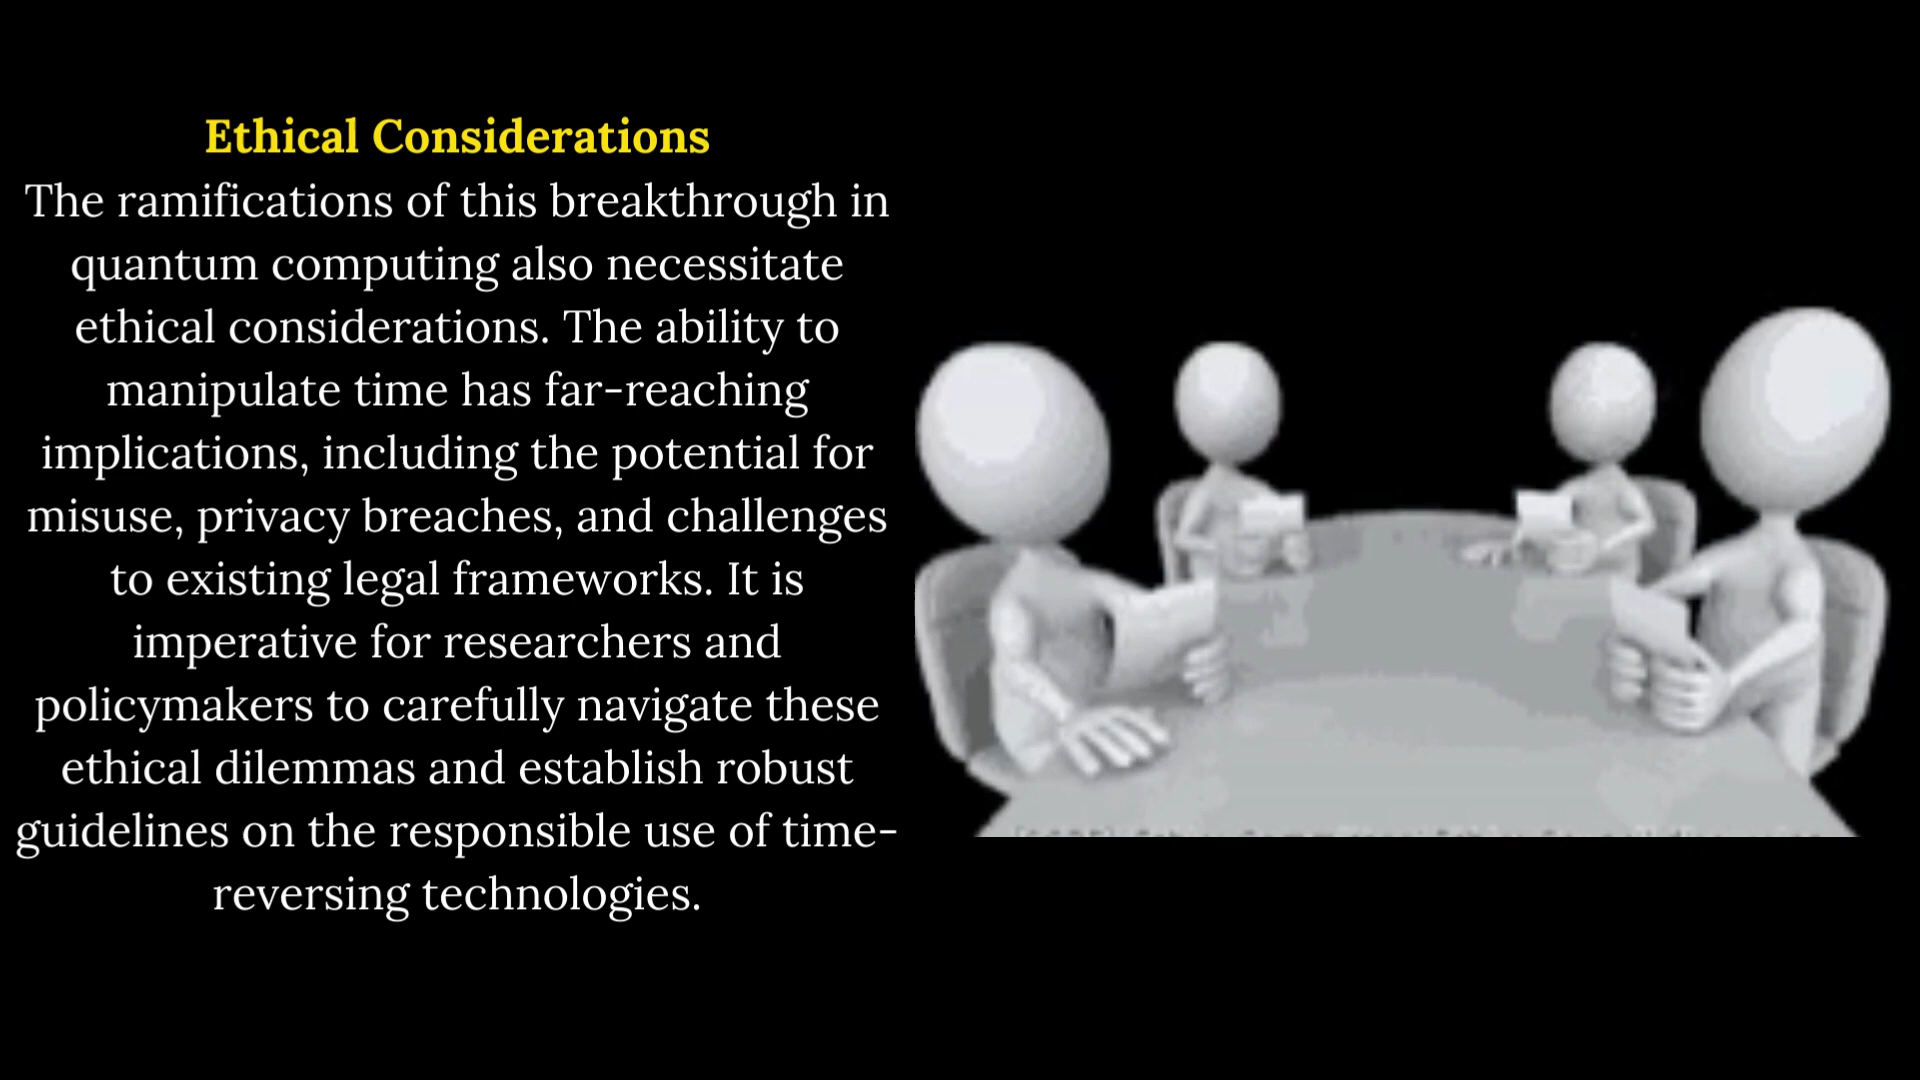 Ethical Considerations
The ramifications of this breakthrough in
quantum computing also necessitate
ethical considerations. The ability to
manipulate time has far-reaching
implications, including the potential for
misuse, privacy breaches, and challenges
to existing legal frameworks. It is
imperative for researchers and
policymakers to carefully navigate these
ethical dilemmas and establish robust
guidelines on the responsible use of time-
reversing technologies.